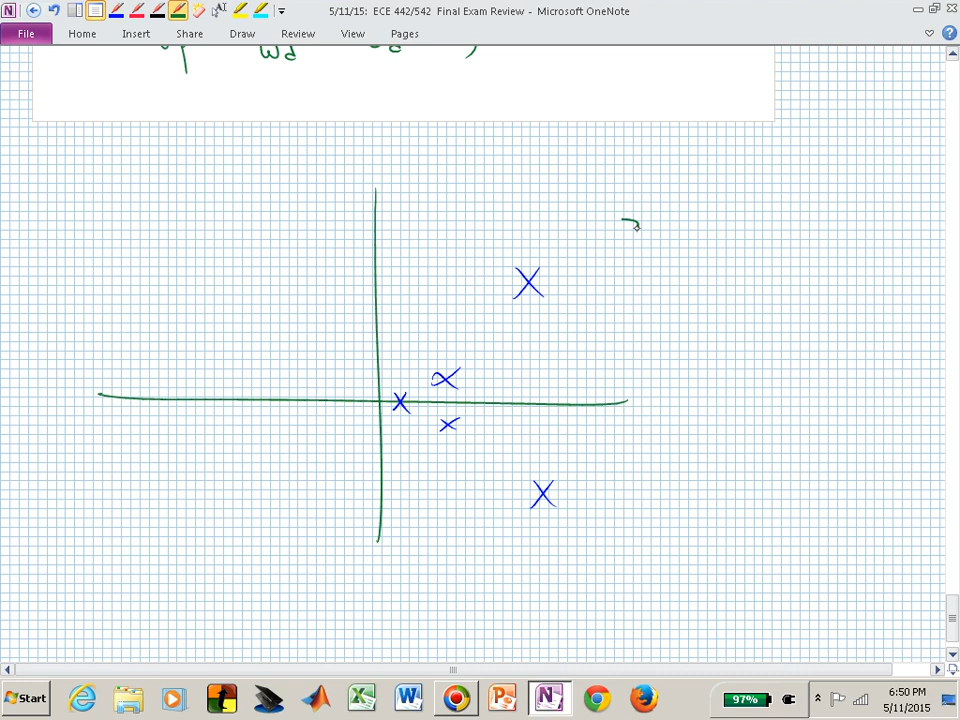 5/11/15: ECE 442/542 Final Exam Review - Microsoft OneNote
File Home Insert Share Draw Review View Pages
ω₂
X
X
X
X
X
97%
6:50 PM
5/11/2015
Start